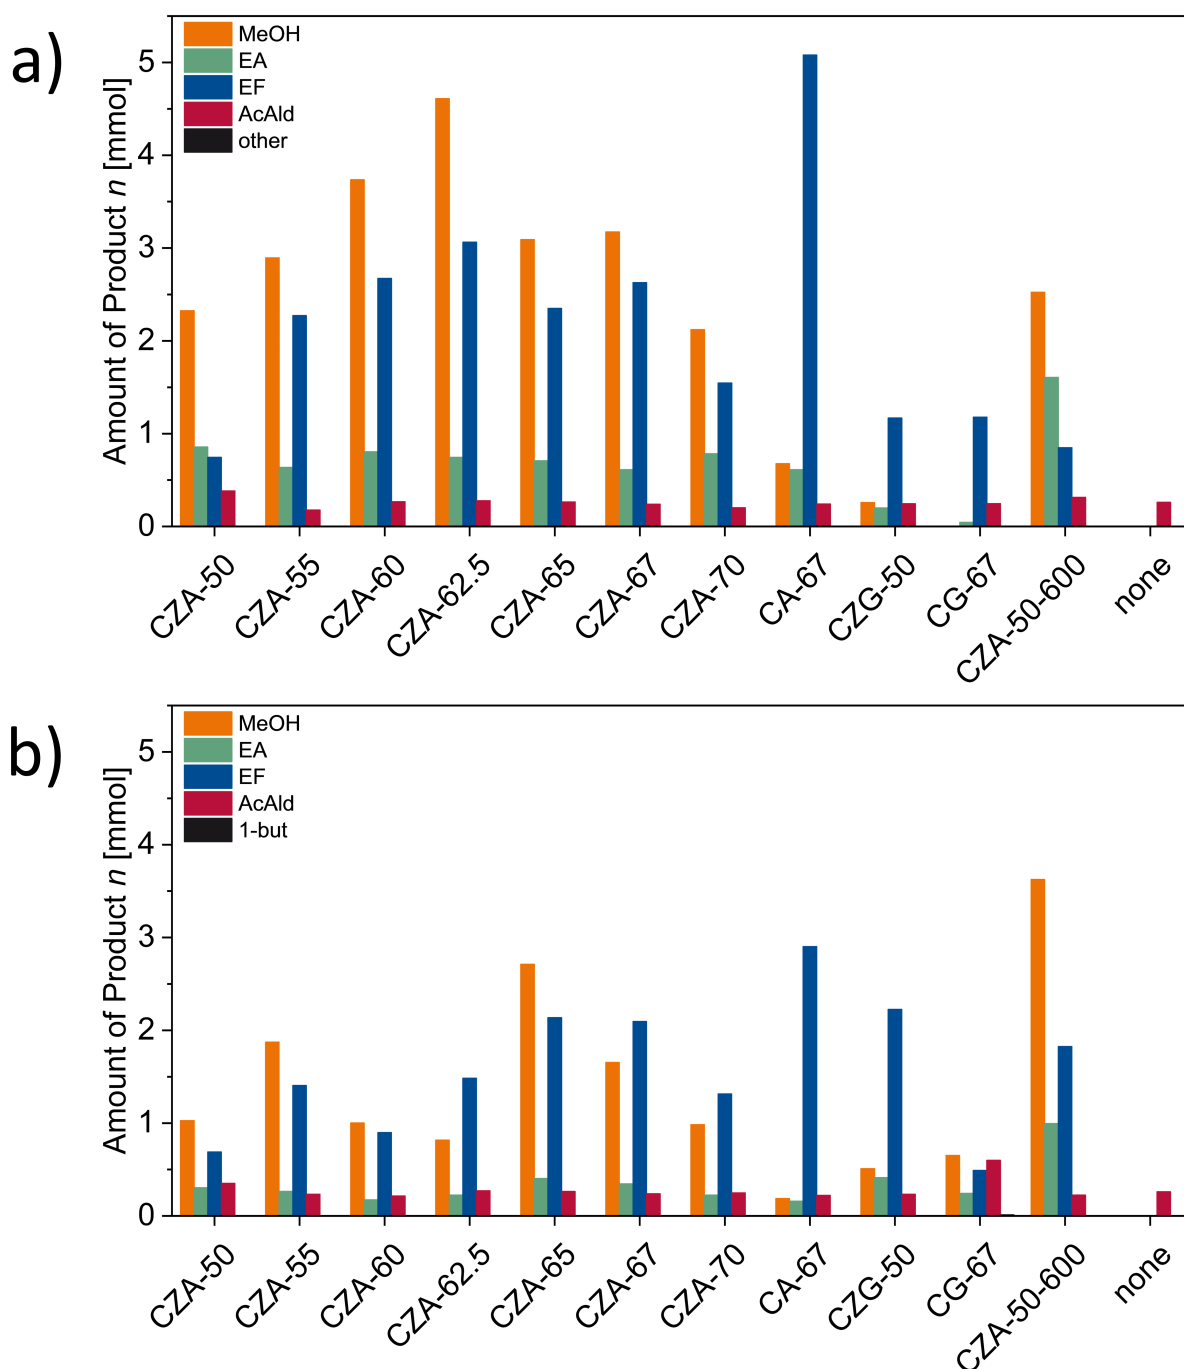 a)
MeOH
EA
EF
AcAld
other
Amount of Product n [mmol]
5
4
3
2
1
0
CZA-50
CZA-55
CZA-60
CZA-62.5
CZA-65
CZA-67
CZA-70
CA-67
CZG-50
CG-67
CZA-50-600
none
b)
MeOH
EA
EF
AcAld
1-but
Amount of Product n [mmol]
5
4
3
2
1
0
CZA-50
CZA-55
CZA-60
CZA-62.5
CZA-65
CZA-67
CZA-70
CA-67
CZG-50
CG-67
CZA-50-600
none